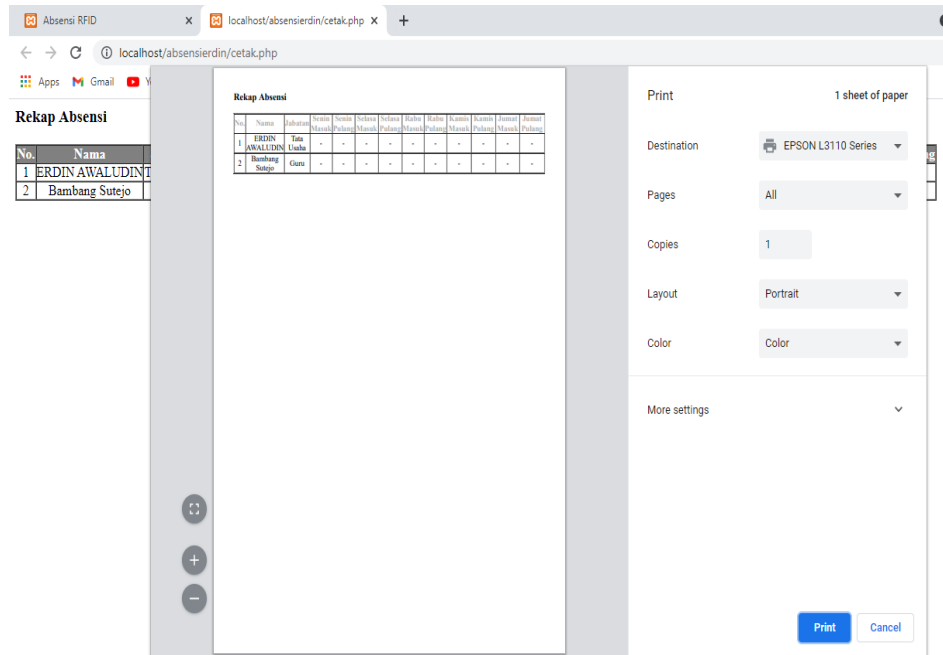 Absensi RFID
localhost/absensierdin/cetak.php
localhost/absensierdin/cetak.php
Apps Gmail
Rekap Absensi
No. Nama
1 ERDIN AWALUDIN
2 Bambang Sutejo
Rekap Absensi
No. Nama Jabatan Senin Masuk Senin Pulang Selasa Masuk Selasa Pulang Rabu Masuk Rabu Pulang Kamis Masuk Kamis Pulang Jumat Masuk Jumat Pulang
1 ERDIN AWALUDIN Tata Usaha - - - - - - - - - -
2 Bambang Sutejo Guru - - - - - - - - - -
Print 1 sheet of paper
Destination EPSON L3110 Series
Pages All
Copies 1
Layout Portrait
Color Color
More settings
Print Cancel